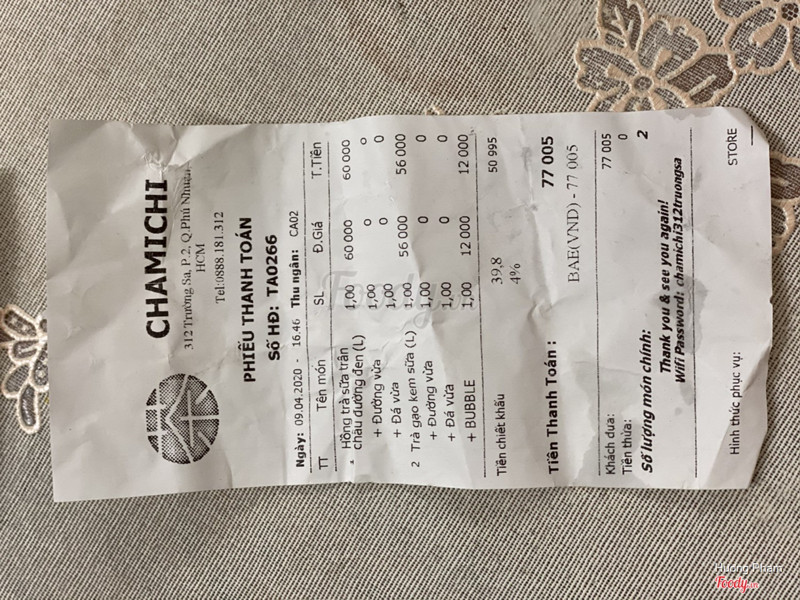 CHAMICHI
312 Trường Sa, P.2, Q.Phú Nhuận,
HCM
Tel:0888.181.312
PHIẾU THANH TOÁN
SỐ HĐ: TA0266
Ngày: 09.04.2020 - 16.46 Thu ngân: CA02
TT Tên món SL Đ.Giá T.Tiền
Hồng trà sữa trân 1,00 60 000 60 000
châu đường đen (L)
+ Đường vừa 1,00 0 0
+ Đá vừa 1,00 0 0
2 Trà gạo kem sữa (L) 1,00 56 000 56 000
+ Đường vừa 1,00 0 0
+ Đá vừa 1,00 0 0
+ BUBBLE 1,00 12 000 12 000
Tiền chiết khấu 39,8 50 995
4%
Tiền Thanh Toán : 77 005
BAE(VND) - 77 005
Khách đưa: 77 005
Tiền thừa: 0
Số lượng món chính: 2
Thank you & see you again!
Wifi Password: chamichi312truongsa
Hình thức phục vụ: STORE
Foody
Hương Phạm
Foody.vn